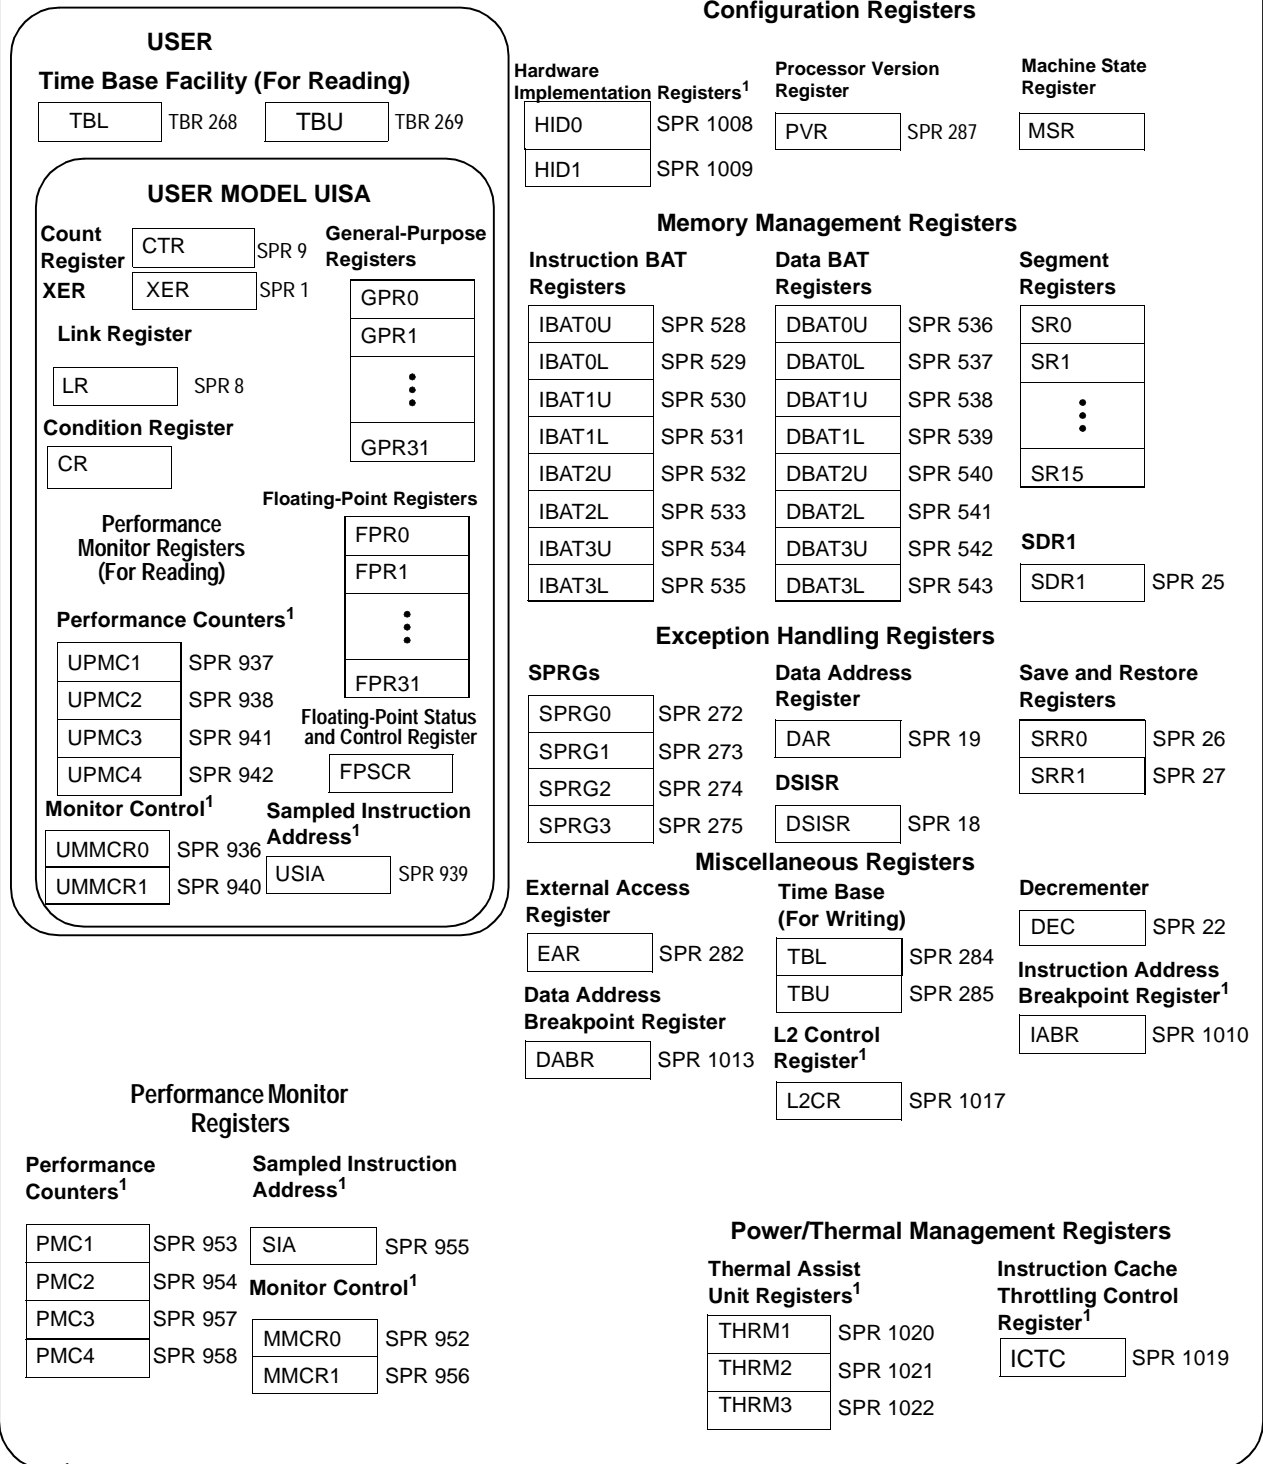 Configuration Registers
USER
Time Base Facility (For Reading)
TBL TBR 268 TBU TBR 269
USER MODEL UISA
Count
Register
CTR SPR 9
XER XER SPR 1
Link Register
LR SPR 8
Condition Register
CR
General-Purpose
Registers
GPR0
GPR1
GPR31
Performance
Monitor Registers
(For Reading)
Floating-Point Registers
FPR0
FPR1
FPR31
Performance Counters1
UPMC1 SPR 937
UPMC2 SPR 938
UPMC3 SPR 941
UPMC4 SPR 942
Floating-Point Status
and Control Register
FPSCR
Monitor Control1
UMMCR0 SPR 936
UMMCR1 SPR 940
Sampled Instruction
Address1
USIA SPR 939
Hardware
Implementation Registers1
HID0 SPR 1008
HID1 SPR 1009
Processor Version
Register
PVR SPR 287
Machine State
Register
MSR
Memory Management Registers
Instruction BAT
Registers
IBAT0U SPR 528
IBAT0L SPR 529
IBAT1U SPR 530
IBAT1L SPR 531
IBAT2U SPR 532
IBAT2L SPR 533
IBAT3U SPR 534
IBAT3L SPR 535
Data BAT
Registers
DBAT0U SPR 536
DBAT0L SPR 537
DBAT1U SPR 538
DBAT1L SPR 539
DBAT2U SPR 540
DBAT2L SPR 541
DBAT3U SPR 542
DBAT3L SPR 543
Segment
Registers
SR0
SR1
SR15
SDR1
SDR1 SPR 25
Exception Handling Registers
SPRGs
SPRG0 SPR 272
SPRG1 SPR 273
SPRG2 SPR 274
SPRG3 SPR 275
Data Address
Register
DAR SPR 19
DSISR
DSISR SPR 18
Save and Restore
Registers
SRR0 SPR 26
SRR1 SPR 27
Miscellaneous Registers
External Access
Register
EAR SPR 282
Data Address
Breakpoint Register
DABR SPR 1013
Time Base
(For Writing)
TBL SPR 284
TBU SPR 285
L2 Control
Register1
L2CR SPR 1017
Decrementer
DEC SPR 22
Instruction Address
Breakpoint Register1
IABR SPR 1010
Performance Monitor
Registers
Performance
Counters1
PMC1 SPR 953
PMC2 SPR 954
PMC3 SPR 957
PMC4 SPR 958
Sampled Instruction
Address1
SIA SPR 955
Monitor Control1
MMCR0 SPR 952
MMCR1 SPR 956
Power/Thermal Management Registers
Thermal Assist
Unit Registers1
THRM1 SPR 1020
THRM2 SPR 1021
THRM3 SPR 1022
Instruction Cache
Throttling Control
Register1
ICTC SPR 1019